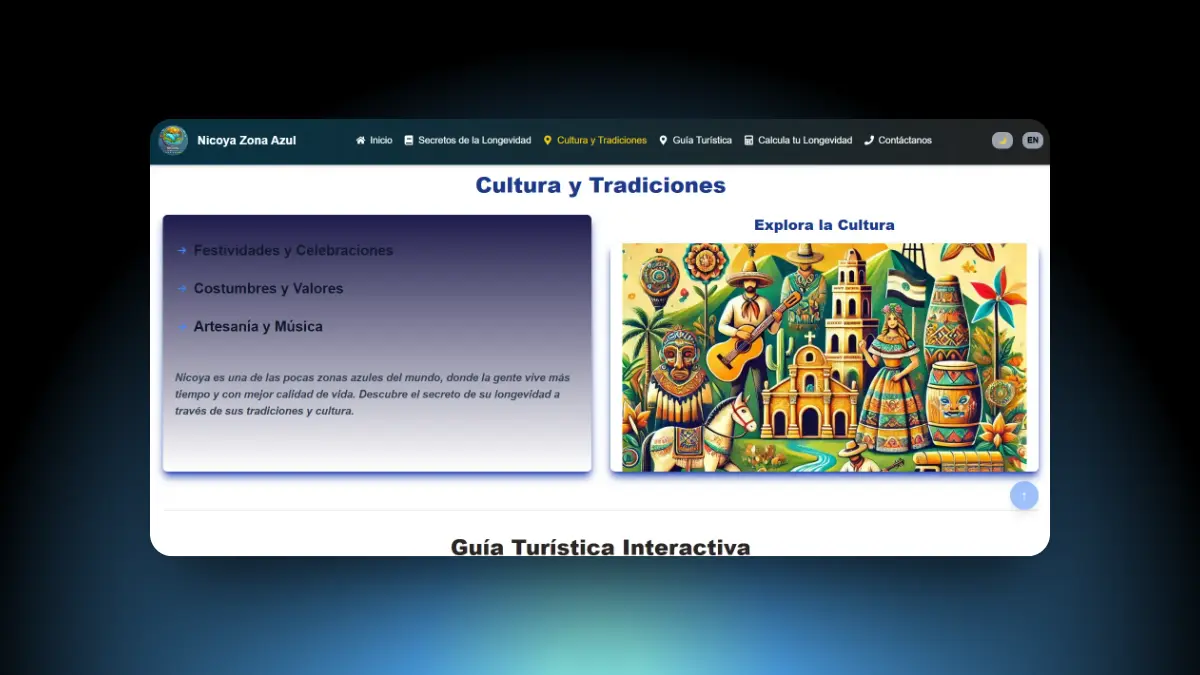 Nicoya Zona Azul
Inicio
Secretos de la Longevidad
Cultura y Tradiciones
Guía Turística
Calcula tu Longevidad
Contáctanos
EN
Cultura y Tradiciones
Festividades y Celebraciones
Costumbres y Valores
Artesanía y Música
Nicoya es una de las pocas zonas azules del mundo, donde la gente vive más
tiempo y con mejor calidad de vida. Descubre el secreto de su longevidad a
través de sus tradiciones y cultura.
Explora la Cultura
Guía Turística Interactiva